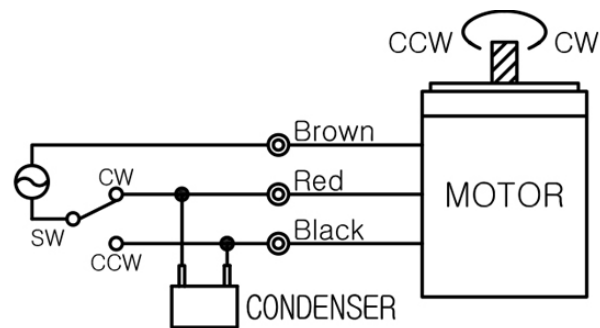 CCW CW
Brown
CW Red
MOTOR
SW
Black
CCW
CONDENSER